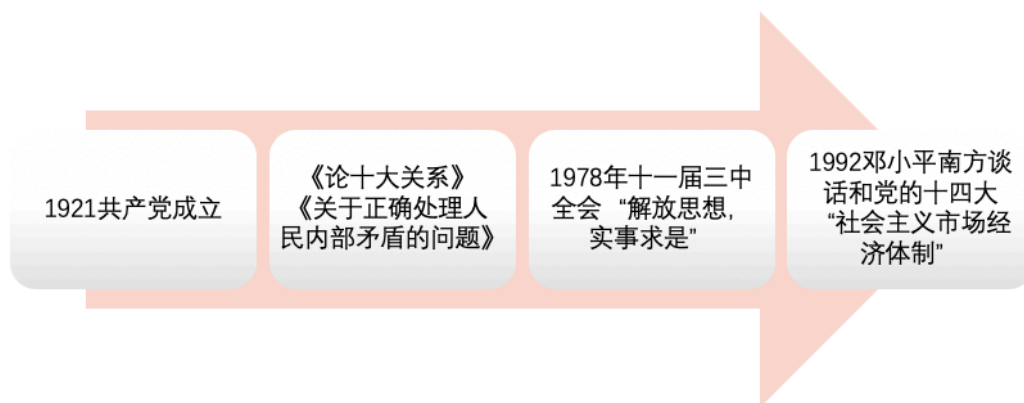 1921共产党成立
《论十大关系》
《关于正确处理人
民内部矛盾的问题》
1978年十一届三中
全会 “解放思想,
实事求是”
1992邓小平南方谈
话和党的十四大
“社会主义市场经
济体制”